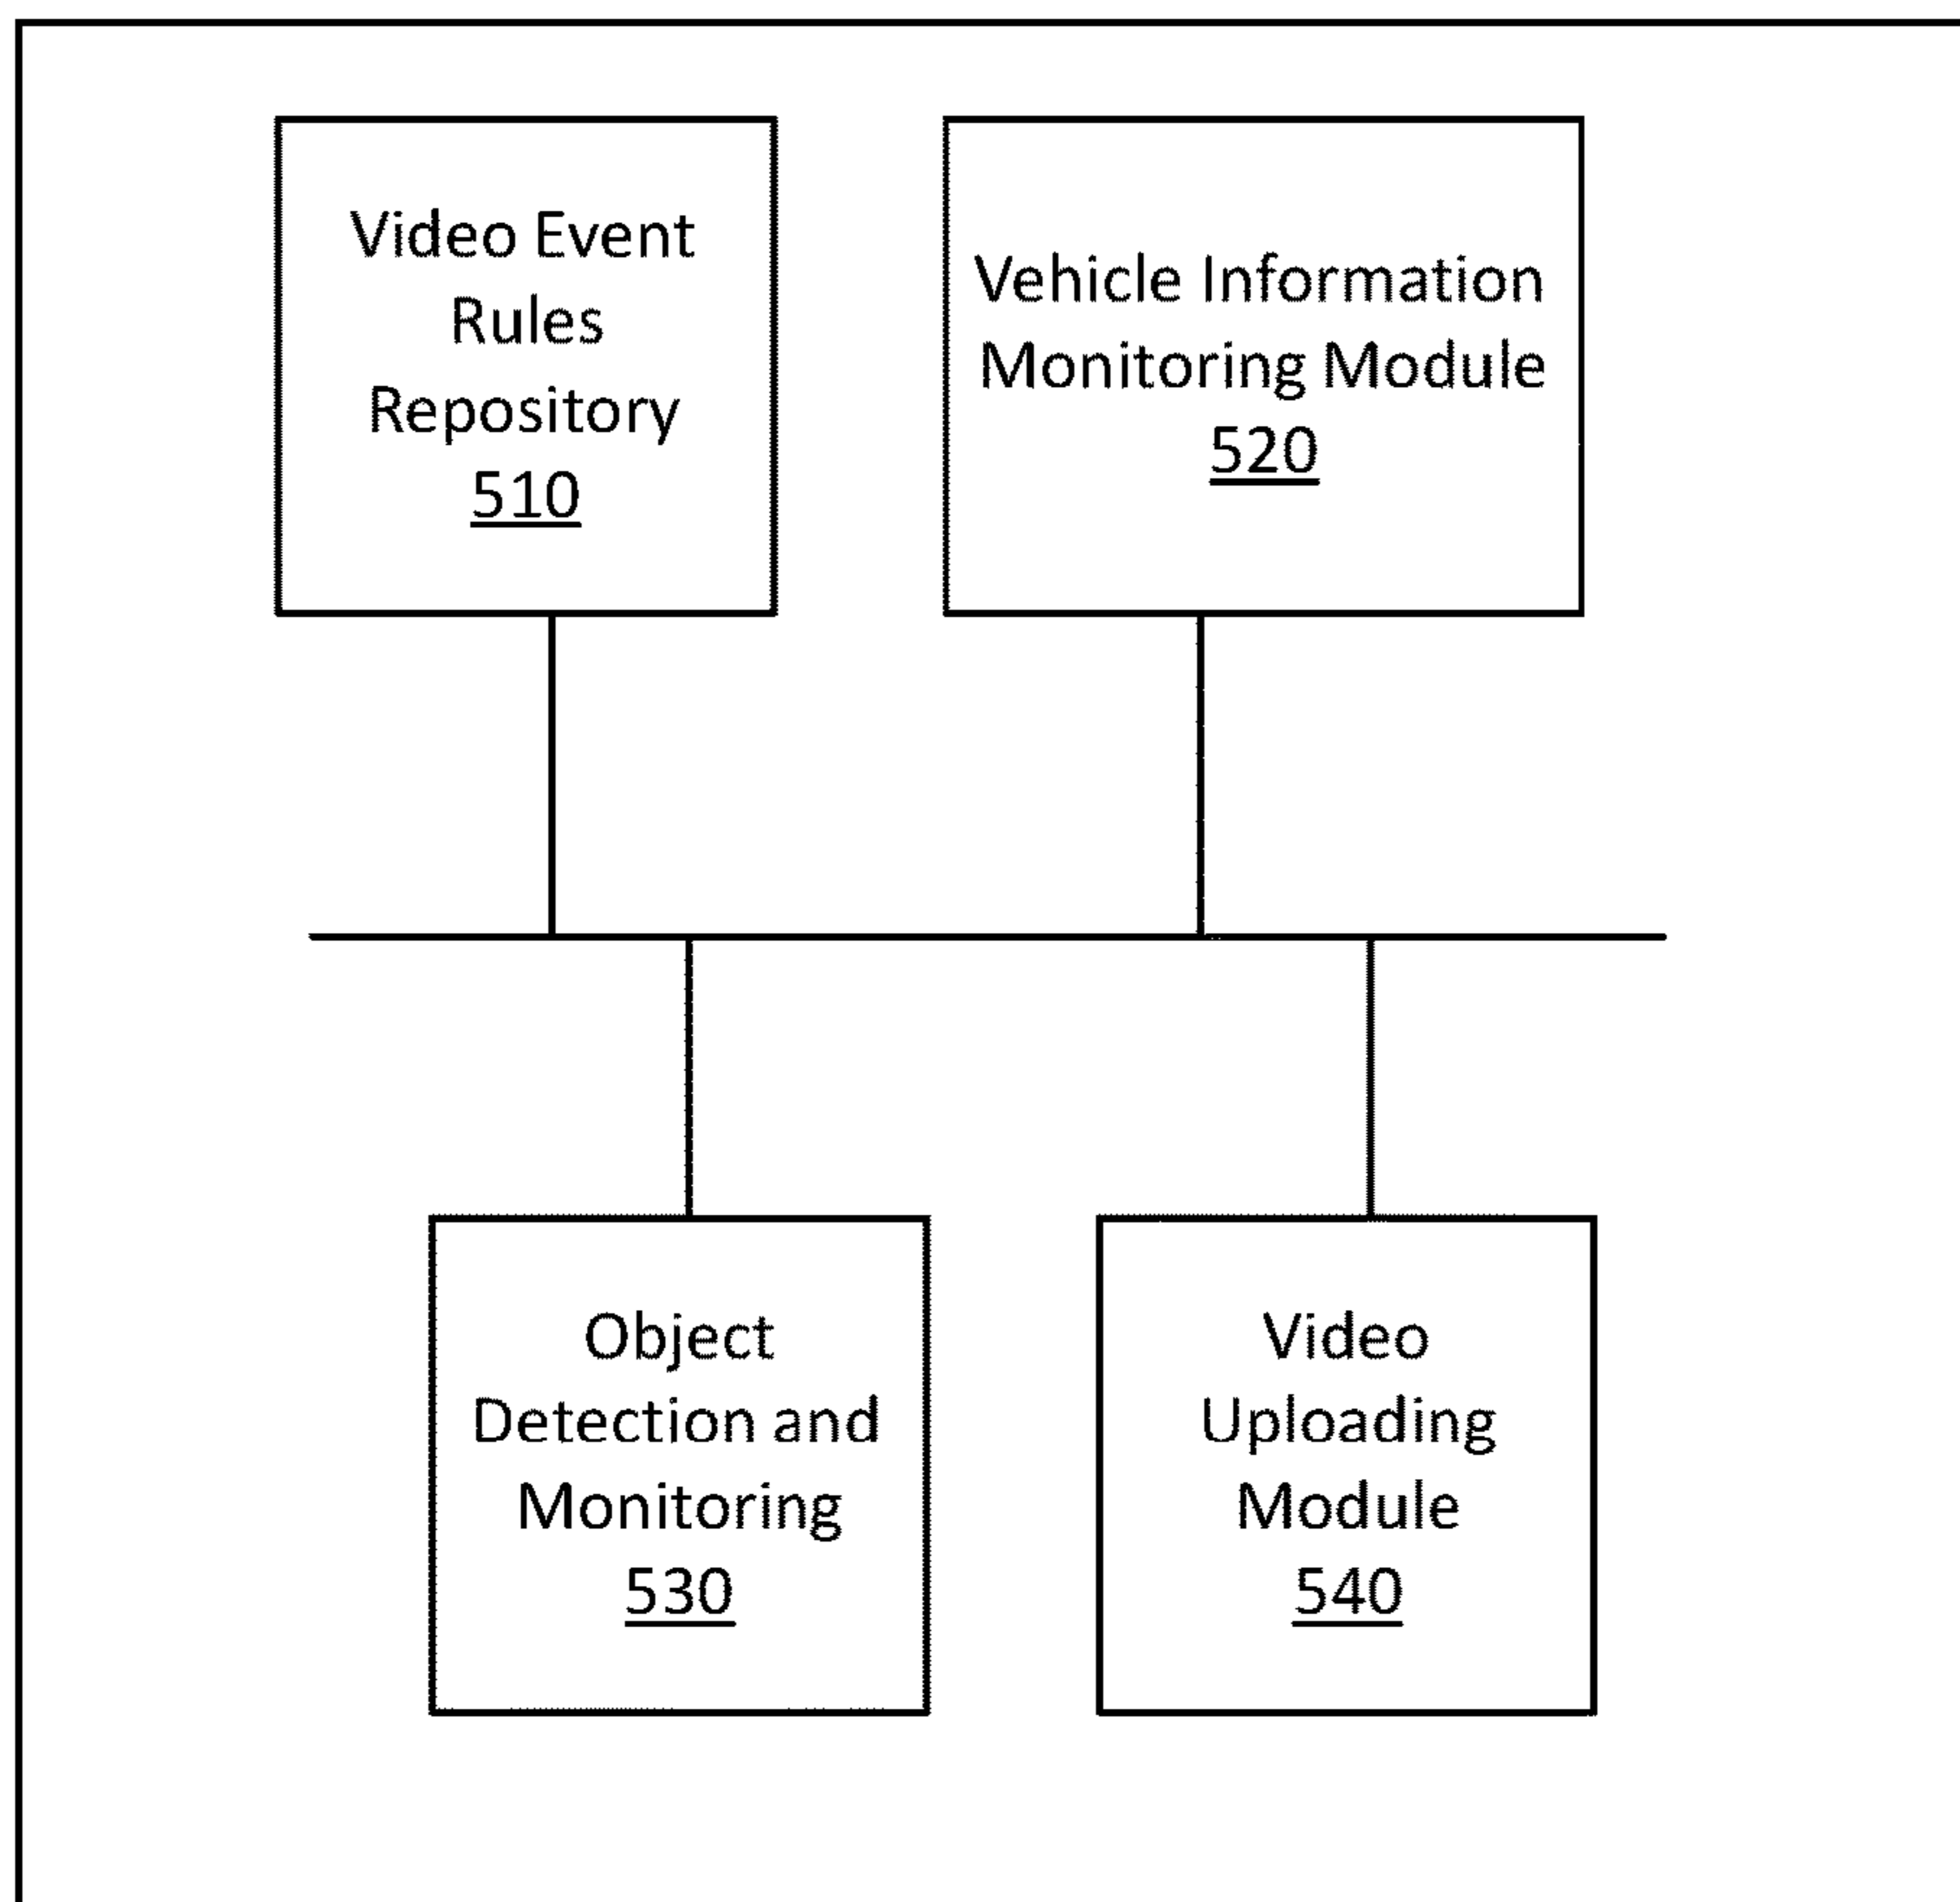 Video Event
Rules
Repository
510
Vehicle Information
Monitoring Module
520
Object
Detection and
Monitoring
530
Video
Uploading
Module
540